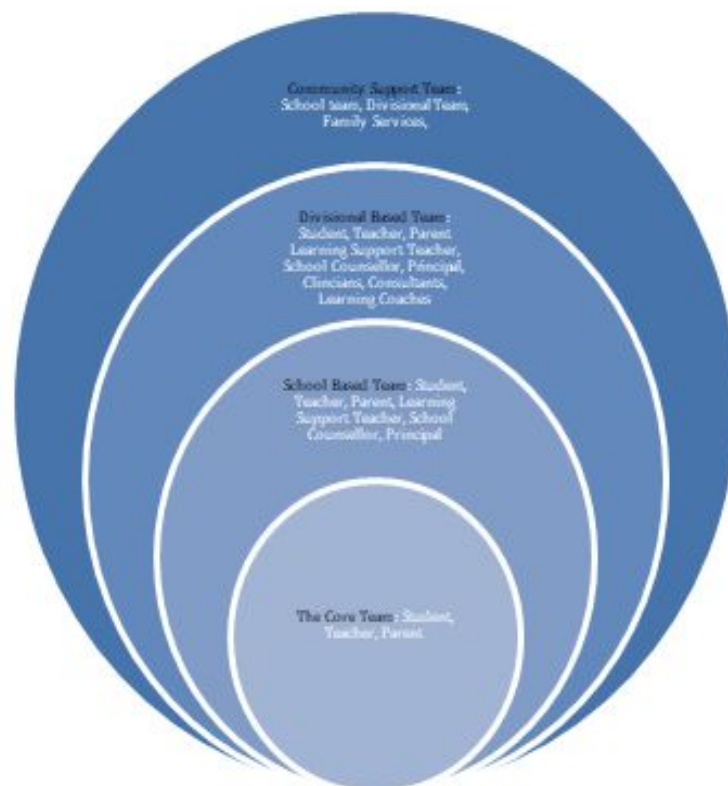 Community Support Team:
School team, Divisional Team,
Family Services,
Divisional Based Team:
Student, Teacher, Parent
Learning Support Teacher,
School Counsellor, Principal,
Clincians, Consultants,
Learning Coaches
School Based Team: Student,
Teacher, Parent, Learning
Support Teacher, School
Counsellor, Principal
The Core Team: Student,
Teacher, Parent